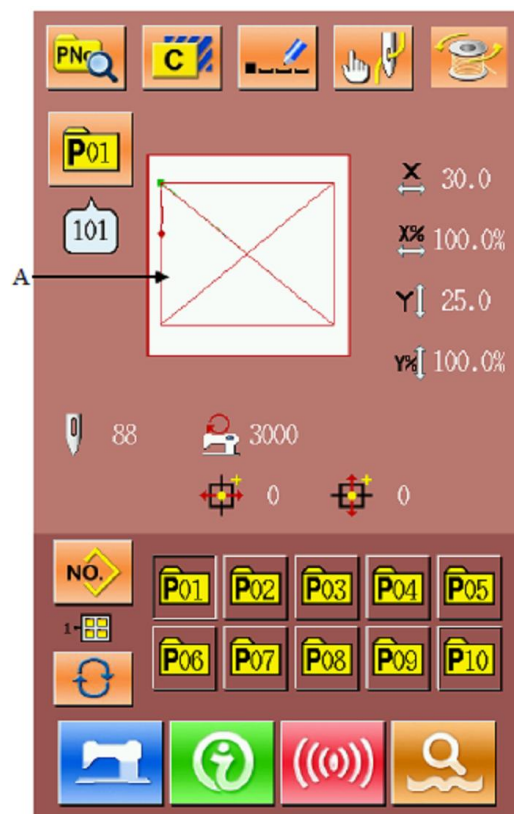 PNo
C
P01
X 30.0
101
X% 100.0%
A
Y 25.0
Y% 100.0%
88 3000
0 0
NO.
P01 P02 P03 P04 P05
1-
P06 P07 P08 P09 P10
i